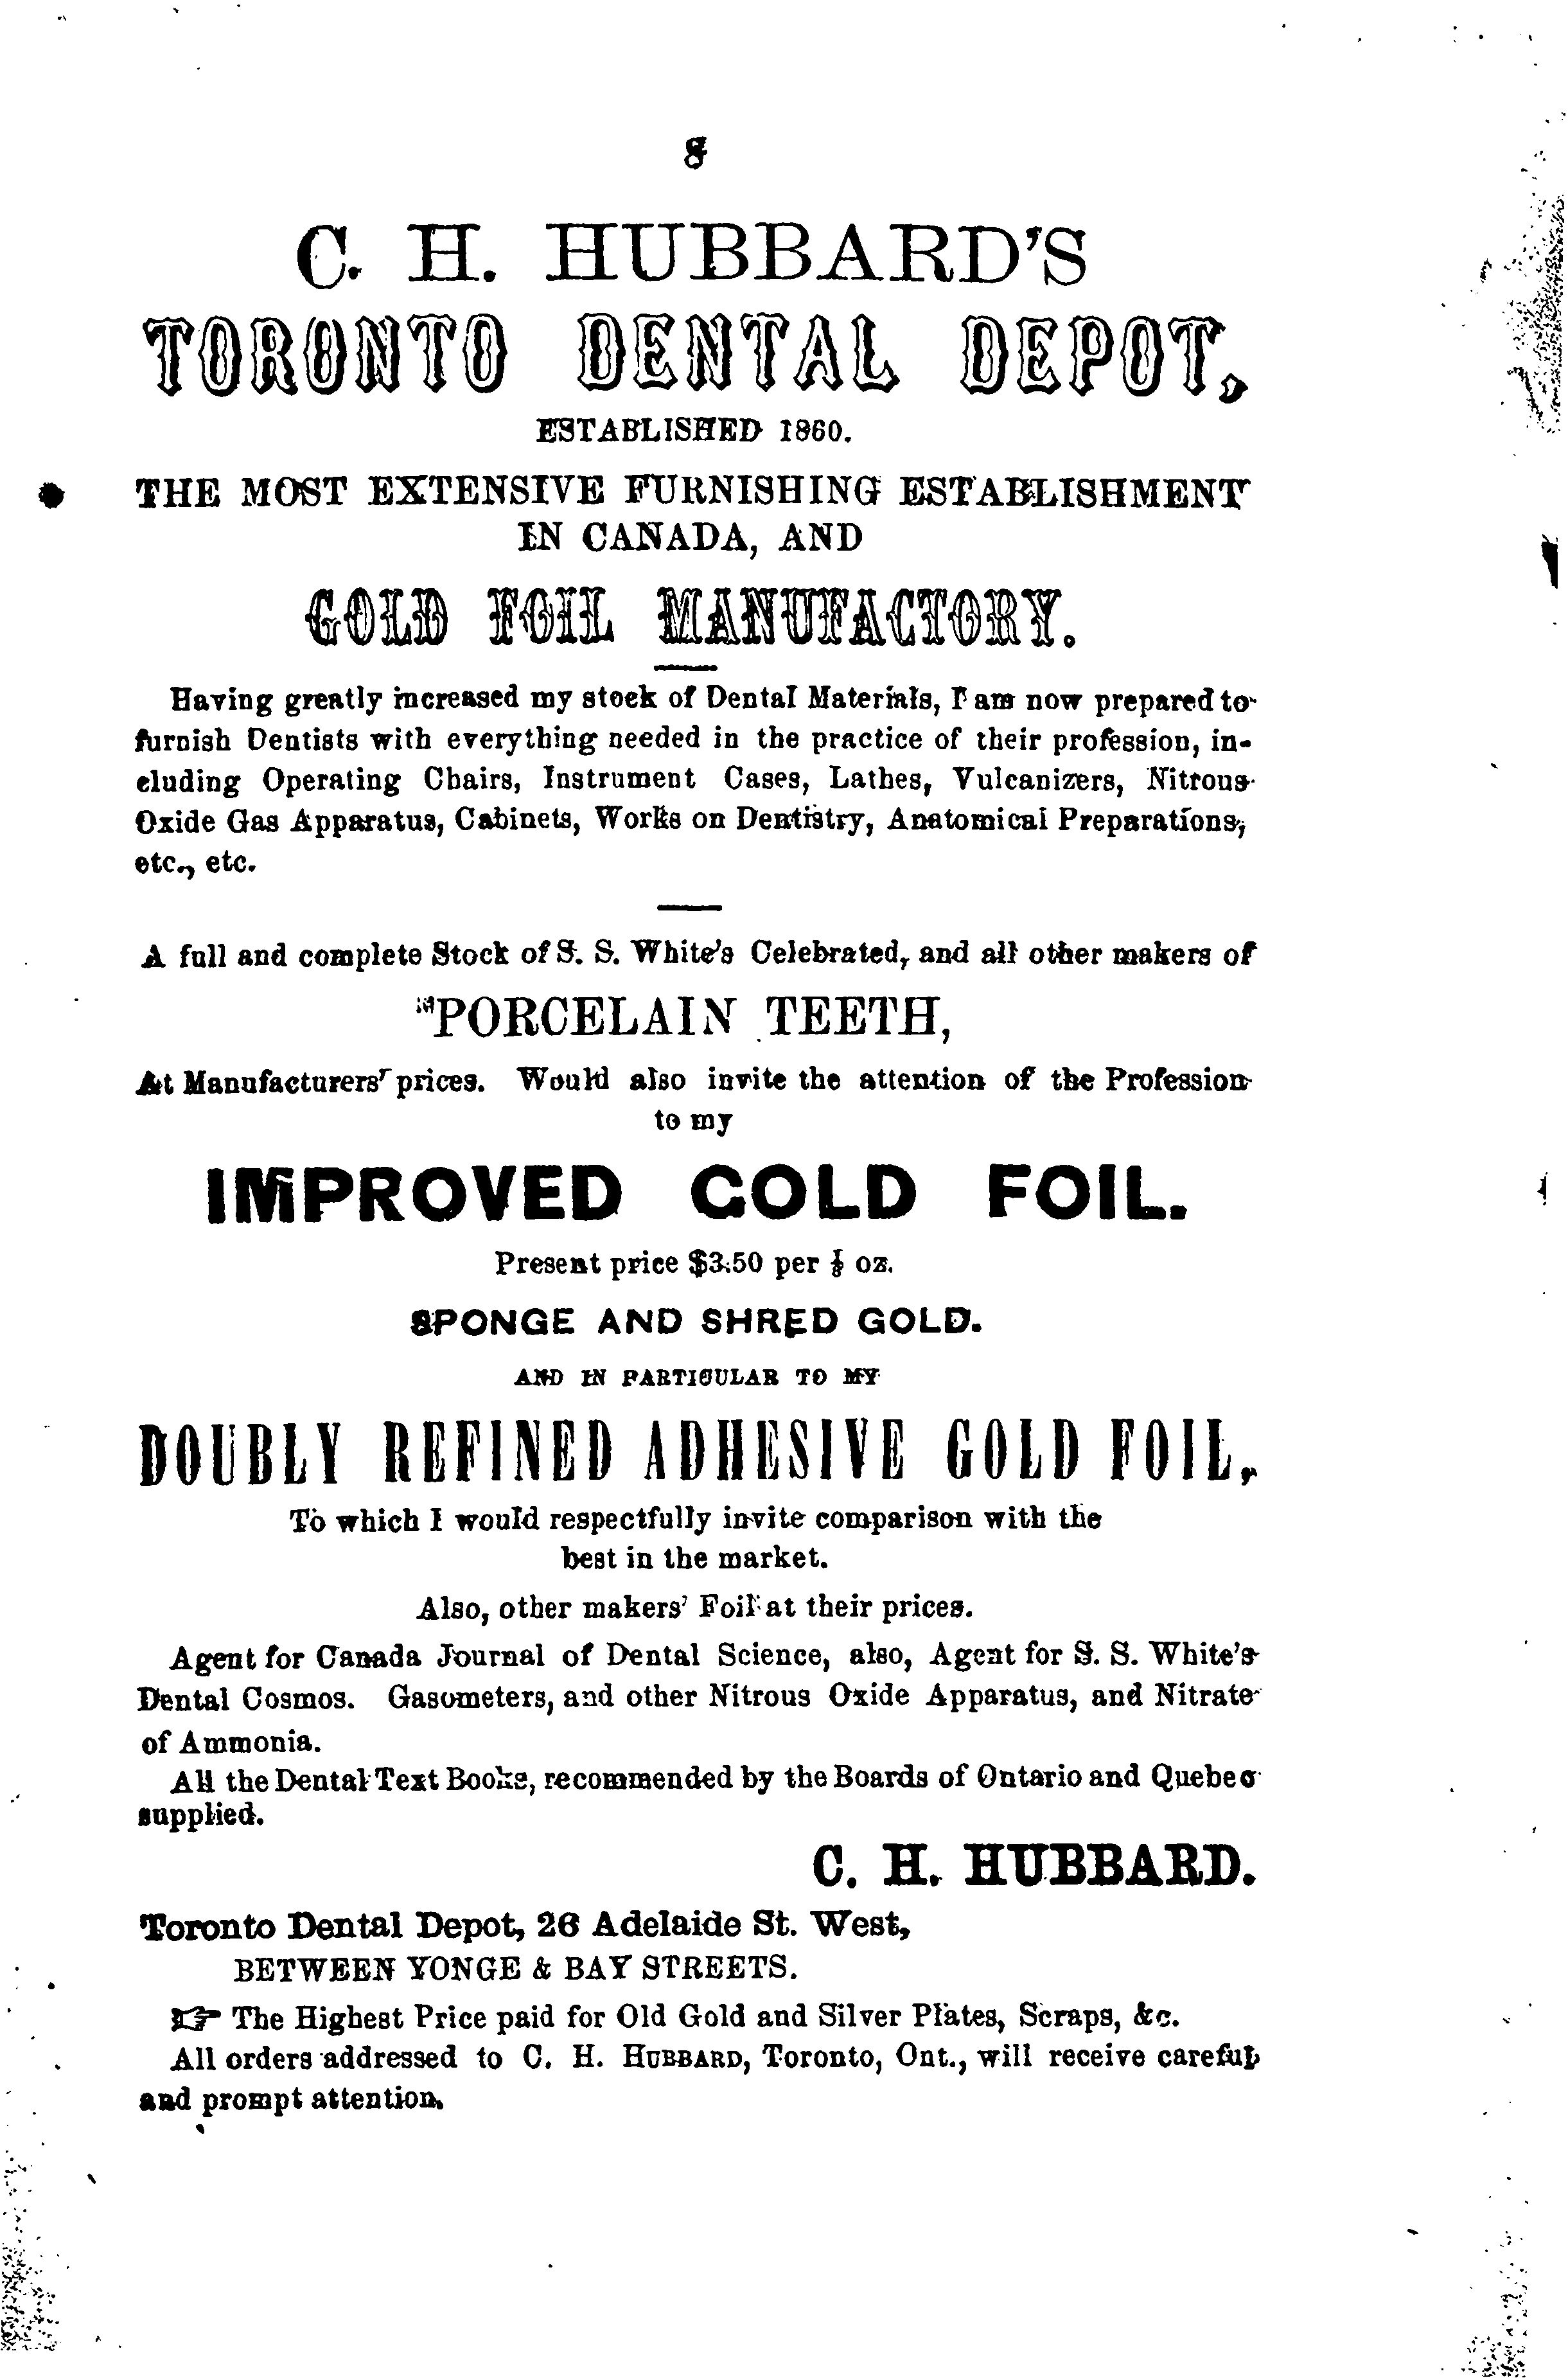 8
C. H. HUBBARD'S
TORONTO DENTAL DEPOT,
ESTABLISHED 1860.
THE MOST EXTENSIVE FURNISHING ESTABLISHMENT
IN CANADA, AND
GOLD FOIL MANUFACTORY.
Having greatly increased my stock of Dental Materials, I am now prepared to
furnish Dentists with everything needed in the practice of their profession, in-
cluding Operating Chairs, Instrument Cases, Lathes, Vulcanizers, Nitrous
Oxide Gas Apparatus, Cabinets, Works on Dentistry, Anatomical Preparations,
etc., etc.
A full and complete Stock of S. S. White's Celebrated, and all other makers of
PORCELAIN TEETH,
At Manufacturers' prices. Would also invite the attention of the Profession
to my
IMPROVED GOLD FOIL.
Present price $3.50 per ⅛ oz.
SPONGE AND SHRED GOLD.
AND IN PARTICULAR TO MY
DOUBLY REFINED ADHESIVE GOLD FOIL,
To which I would respectfully invite comparison with the
best in the market.
Also, other makers' Foil at their prices.
Agent for Canada Journal of Dental Science, also, Agent for S. S. White's
Dental Cosmos. Gasometers, and other Nitrous Oxide Apparatus, and Nitrate
of Ammonia.
All the Dental Text Books, recommended by the Boards of Ontario and Quebec
supplied.
C. H. HUBBARD.
Toronto Dental Depot, 26 Adelaide St. West,
BETWEEN YONGE & BAY STREETS.
☞ The Highest Price paid for Old Gold and Silver Plates, Scraps, &c.
All orders addressed to C. H. HUBBARD, Toronto, Ont., will receive careful
and prompt attention.